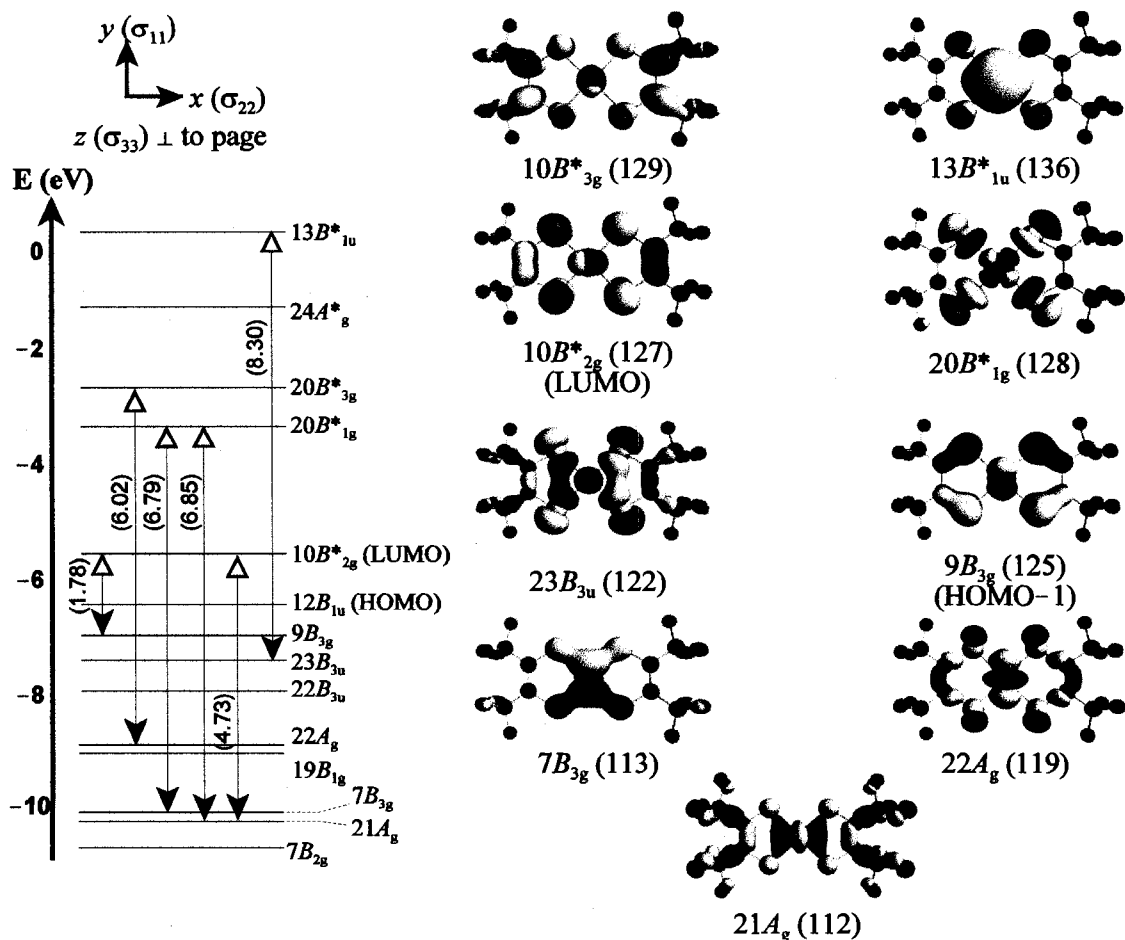 y (σ₁₁)
x (σ₂₂)
z (σ₃₃) ⊥ to page
E (eV)
0
−2
−4
−6
−8
−10
13B*1u
24A*g
20B*3g
20B*1g
10B*2g (LUMO)
12B1u (HOMO)
9B3g
23B3u
22B3u
22Ag
19B1g
7B3g
21Ag
7B2g
(8.30)
(6.02)
(6.79)
(6.85)
(1.78)
(4.73)
10B*3g (129)
13B*1u (136)
10B*2g (127)
(LUMO)
20B*1g (128)
23B3u (122)
9B3g (125)
(HOMO−1)
7B3g (113)
22Ag (119)
21Ag (112)